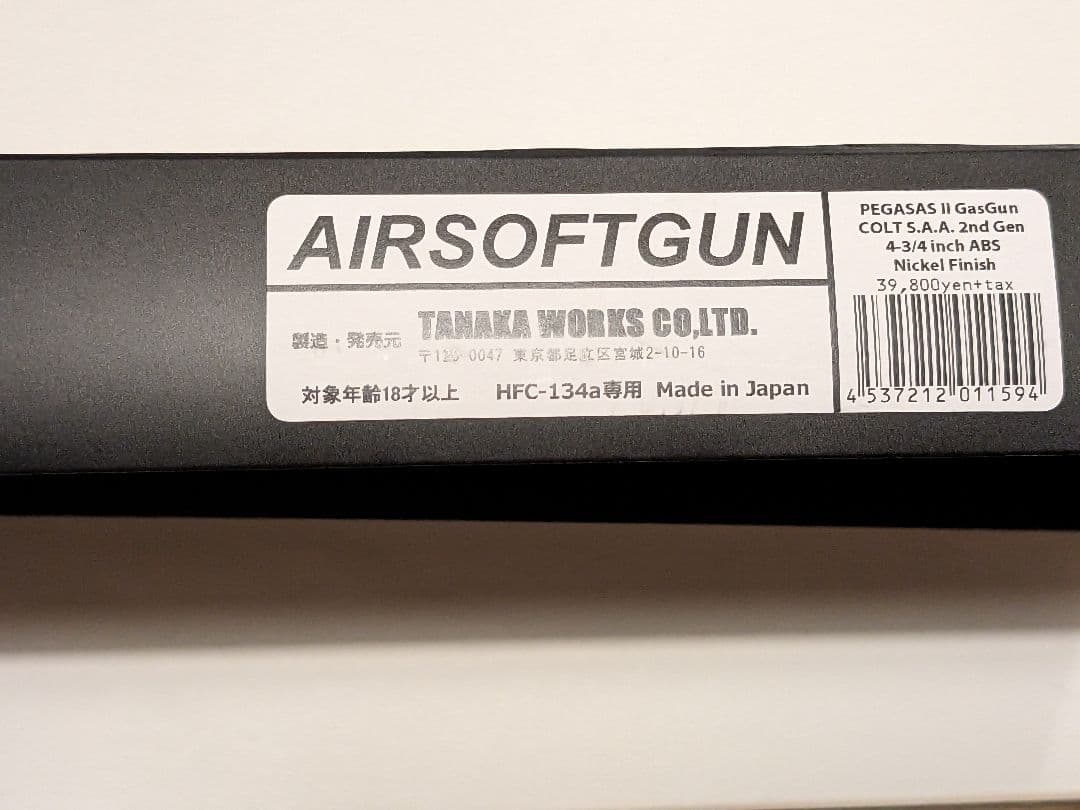 AIRSOFTGUN
製造・発売元 TANAKA WORKS CO,LTD.
〒120-0047 東京都足立区宮城2-10-16
対象年齢18才以上 HFC-134a専用 Made in Japan
PEGASAS II GasGun
COLT S.A.A. 2nd Gen
4-3/4 inch ABS
Nickel Finish
39,800yen+tax
4 537212 011594